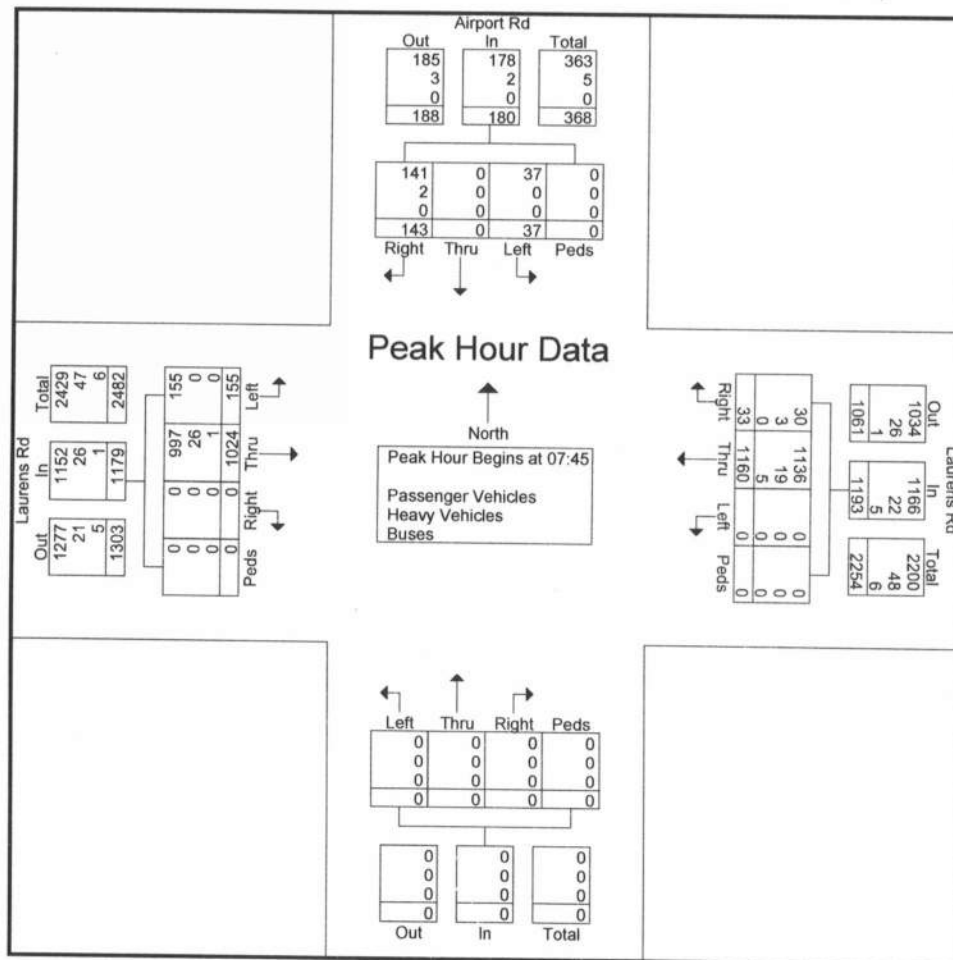 Airport Rd
Out In Total
185 178 363
3 2 5
0 0 0
188 180 368
141 0 37 0
2 0 0 0
0 0 0 0
143 0 37 0
Right Thru Left Peds
Peak Hour Data
North
Peak Hour Begins at 07:45
Passenger Vehicles
Heavy Vehicles
Buses
Laurens Rd
Out In Total
1277 1152 2429
21 26 47
5 1 6
1303 1179 2482
155 997 0 0
0 26 0 0
0 1 0 0
155 1024 0 0
Left Thru Right Peds
Laurens Rd
Out In Total
1034 1166 2200
26 22 48
1 5 6
1061 1193 2254
30 1136 0 0
3 19 0 0
0 5 0 0
33 1160 0 0
Right Thru Left Peds
Left Thru Right Peds
0 0 0 0
0 0 0 0
0 0 0 0
0 0 0 0
0 0 0
0 0 0
0 0 0
0 0 0
Out In Total